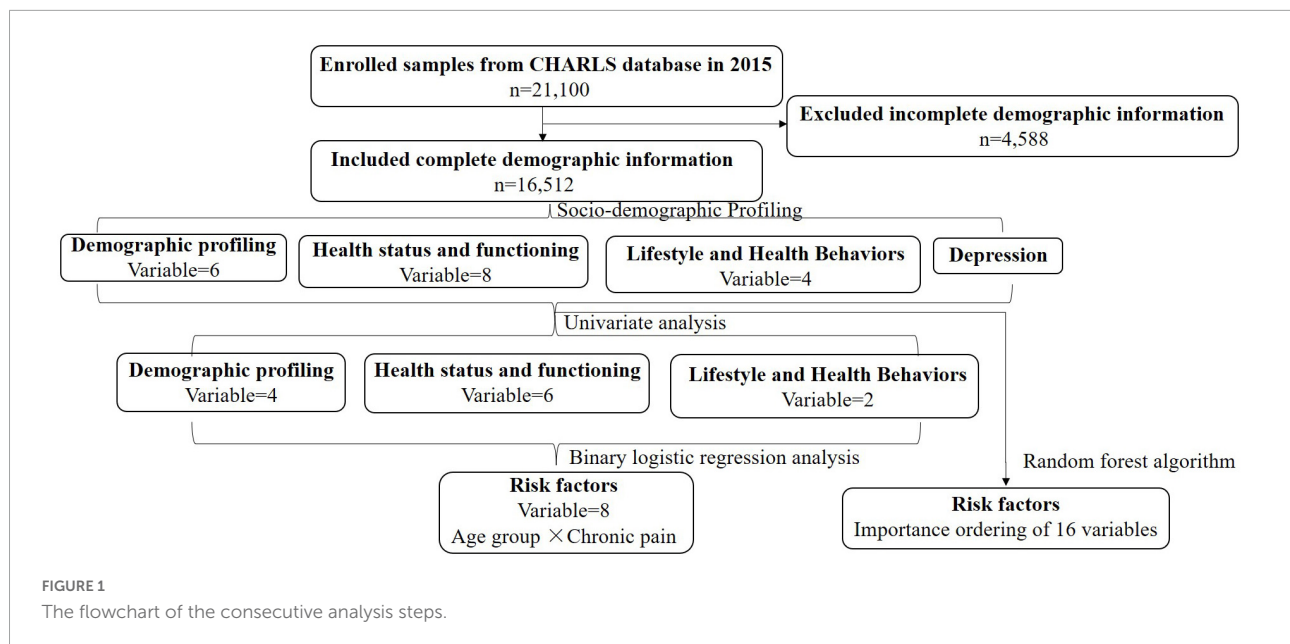 Enrolled samples from CHARLS database in 2015
n=21,100
Excluded incomplete demographic information
n=4,588
Included complete demographic information
n=16,512
Socio-demographic Profiling
Demographic profiling
Variable=6
Health status and functioning
Variable=8
Lifestyle and Health Behaviors
Variable=4
Depression
Univariate analysis
Demographic profiling
Variable=4
Health status and functioning
Variable=6
Lifestyle and Health Behaviors
Variable=2
Binary logistic regression analysis
Random forest algorithm
Risk factors
Variable=8
Age group ×Chronic pain
Risk factors
Importance ordering of 16 variables
FIGURE 1
The flowchart of the consecutive analysis steps.